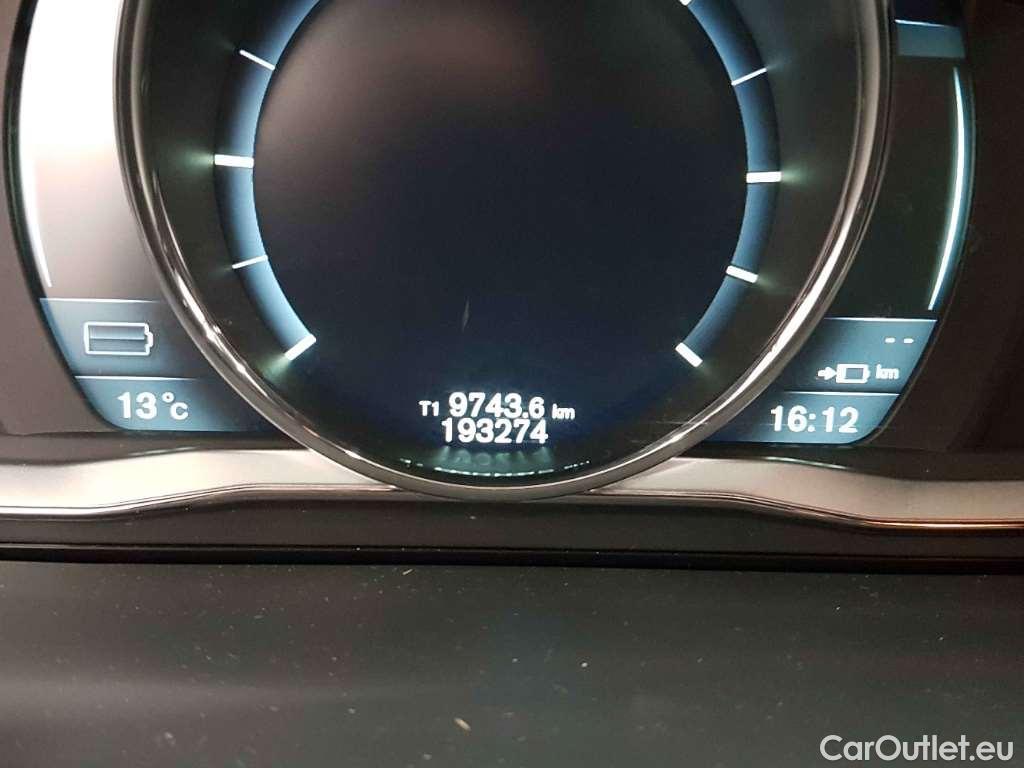 --
km
13°C
T1 9743.6 km
193274
16:12
CarOutlet.eu